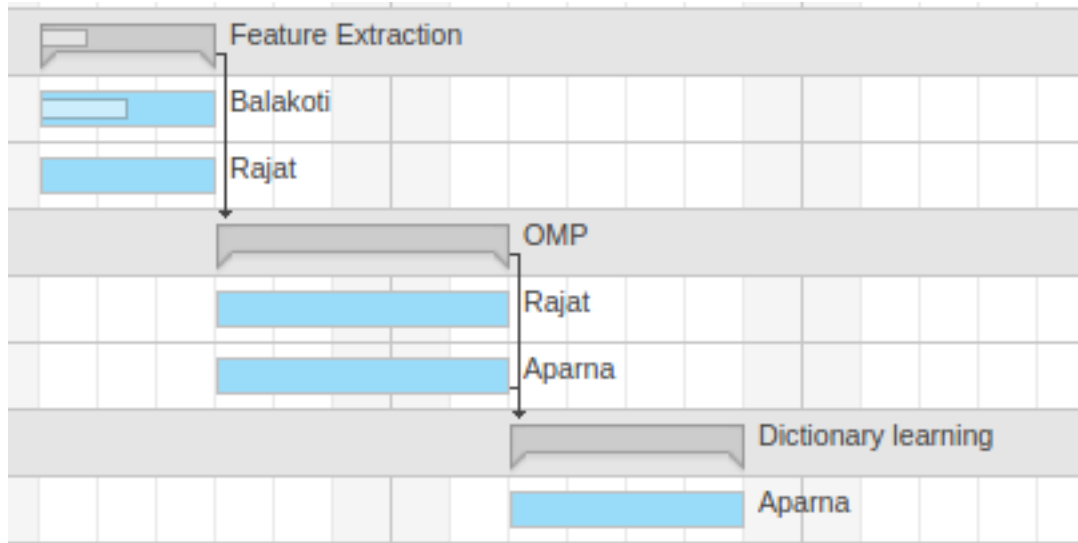 Feature Extraction
Balakoti
Rajat
OMP
Rajat
Aparna
Dictionary learning
Aparna